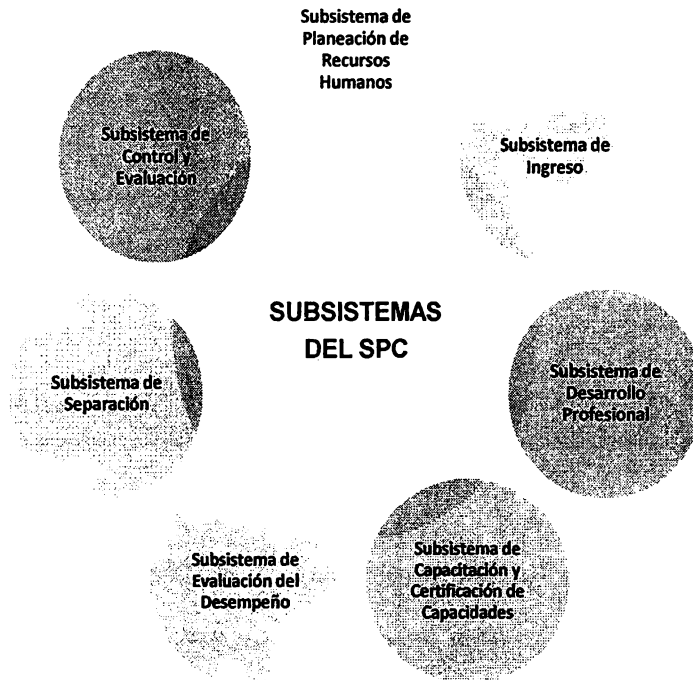 Subsistema de
Planeación de
Recursos
Humanos
Subsistema de
Ingreso
Subsistema de
Desarrollo
Profesional
Subsistema de
Capacitación y
Certificación de
Capacidades
Subsistema de
Evaluación del
Desempeño
Subsistema de
Separación
Subsistema de
Control y
Evaluación
SUBSISTEMAS
DEL SPC